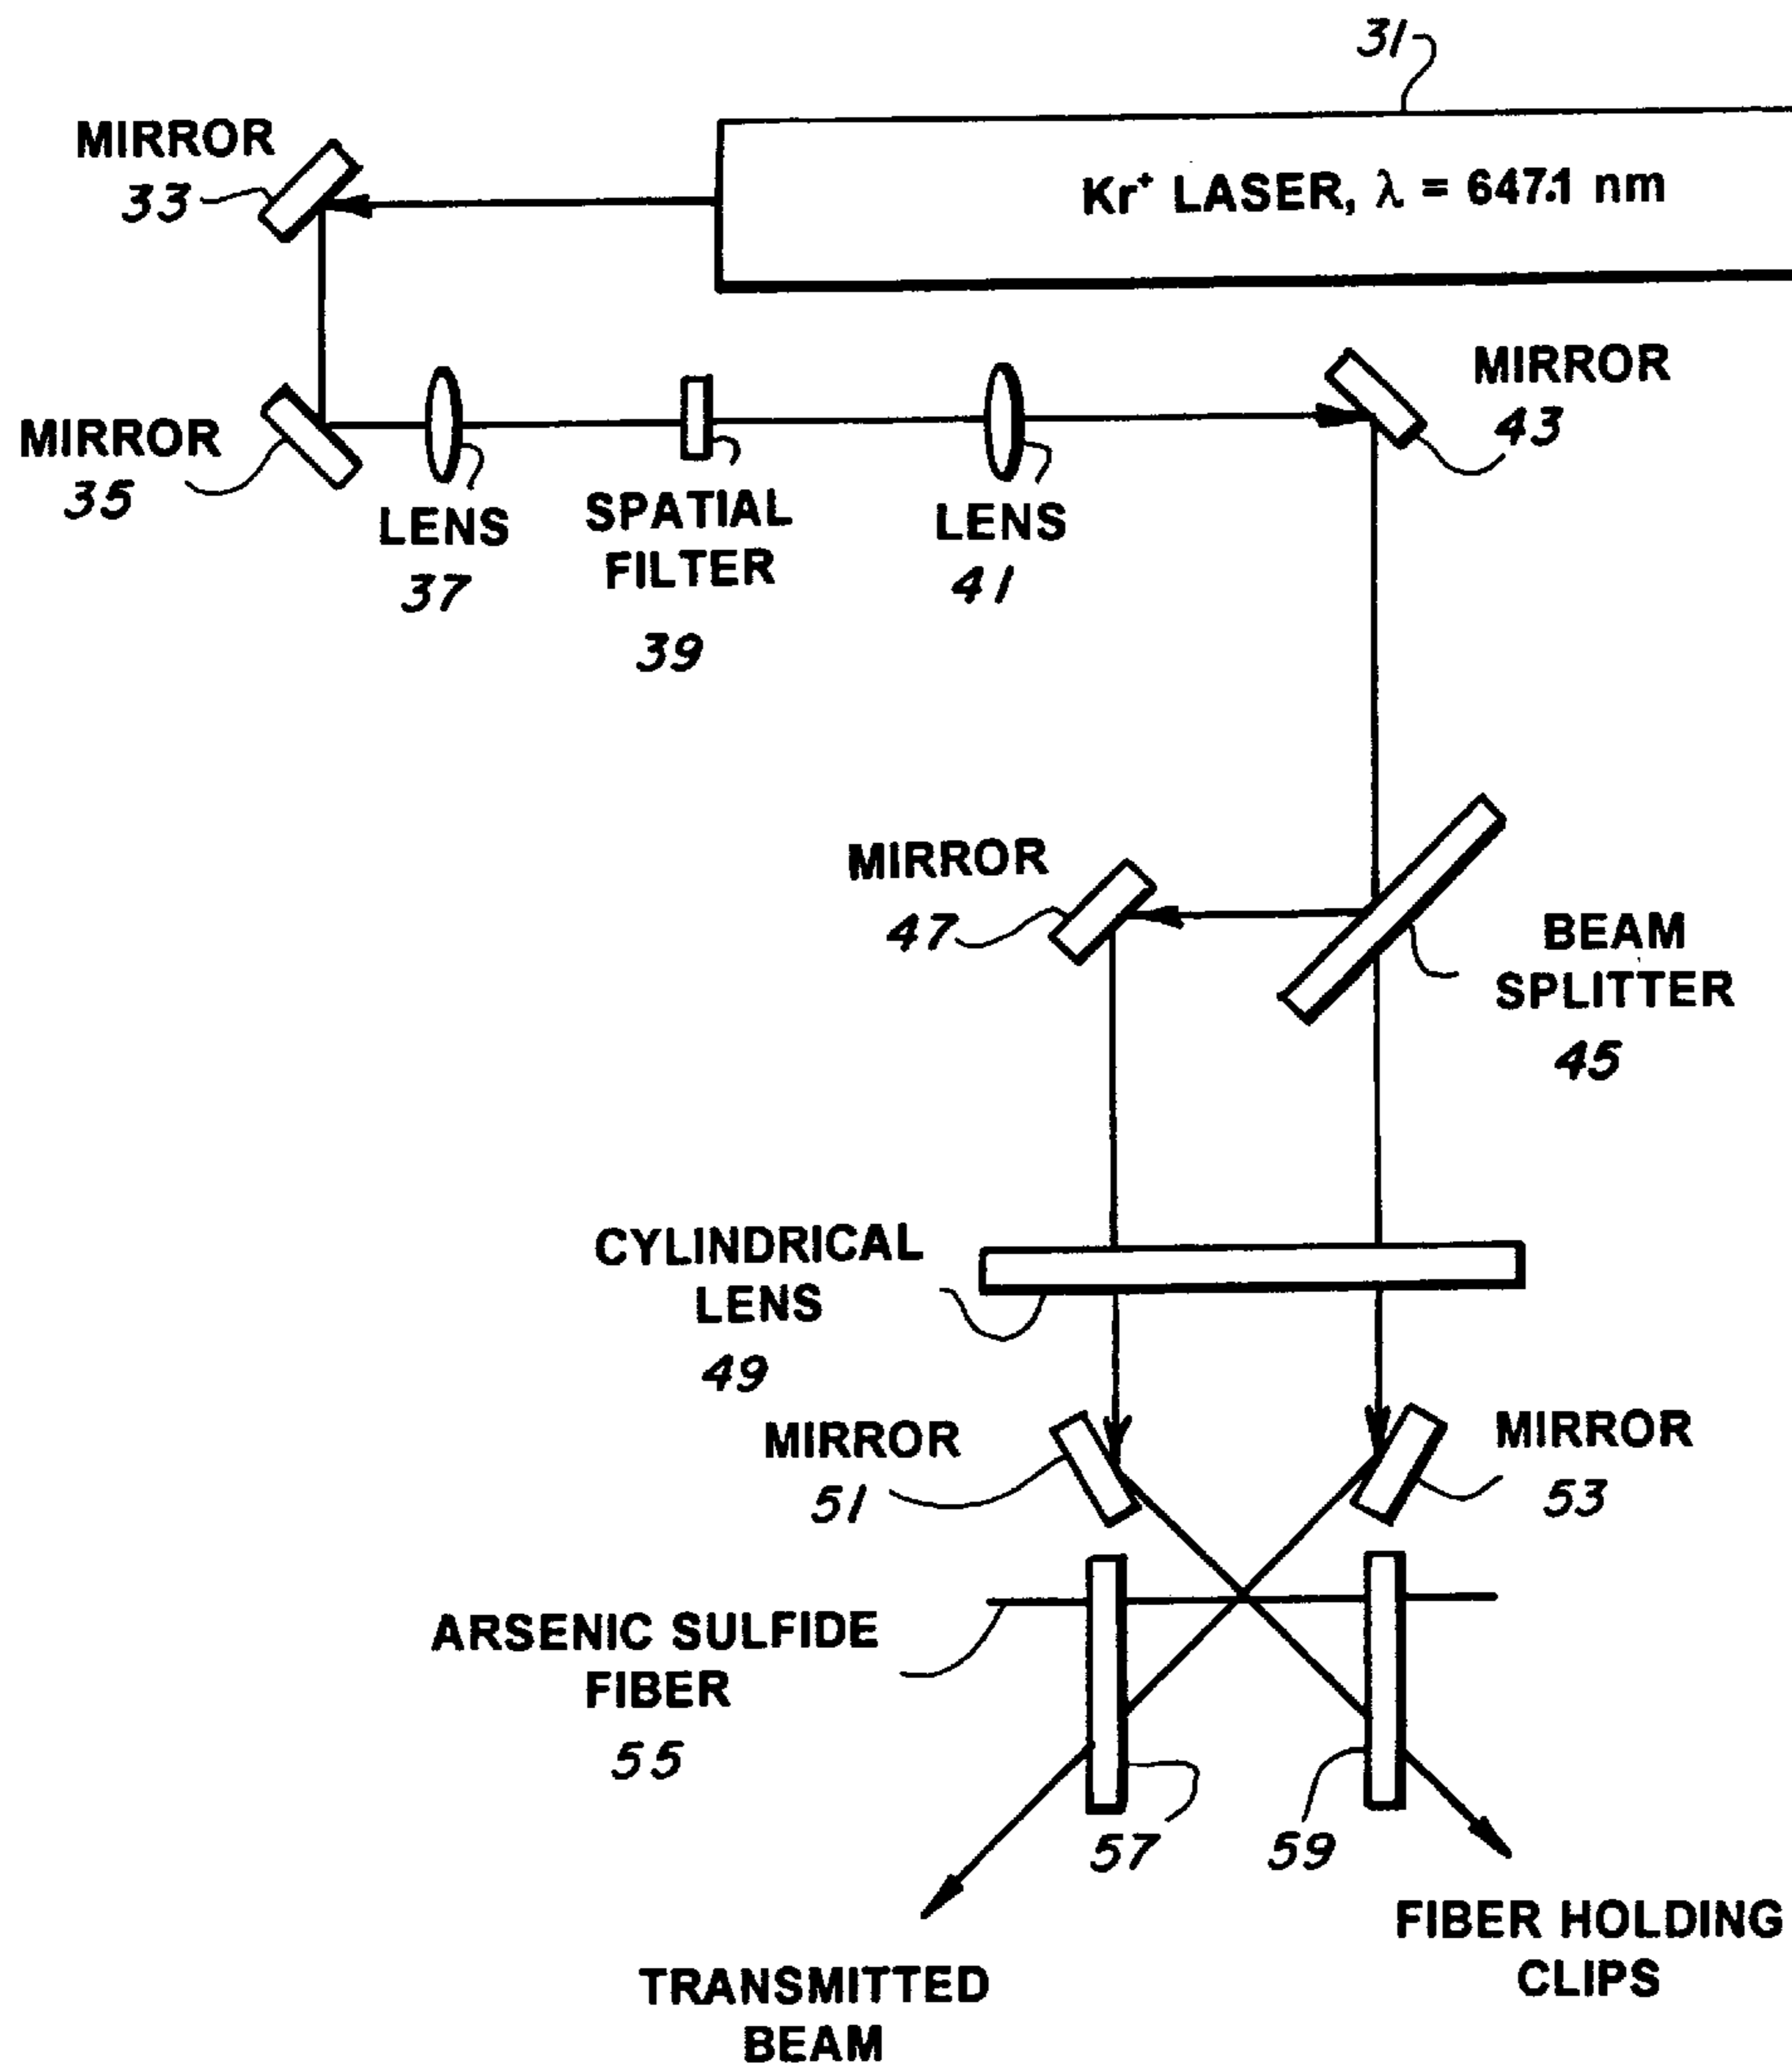 31
Kr+ LASER, λ = 647.1 nm
MIRROR
33
MIRROR
35
LENS
37
SPATIAL
FILTER
39
LENS
41
MIRROR
43
MIRROR
47
BEAM
SPLITTER
45
CYLINDRICAL
LENS
49
MIRROR
51
MIRROR
53
ARSENIC SULFIDE
FIBER
55
57
59
FIBER HOLDING
CLIPS
TRANSMITTED
BEAM